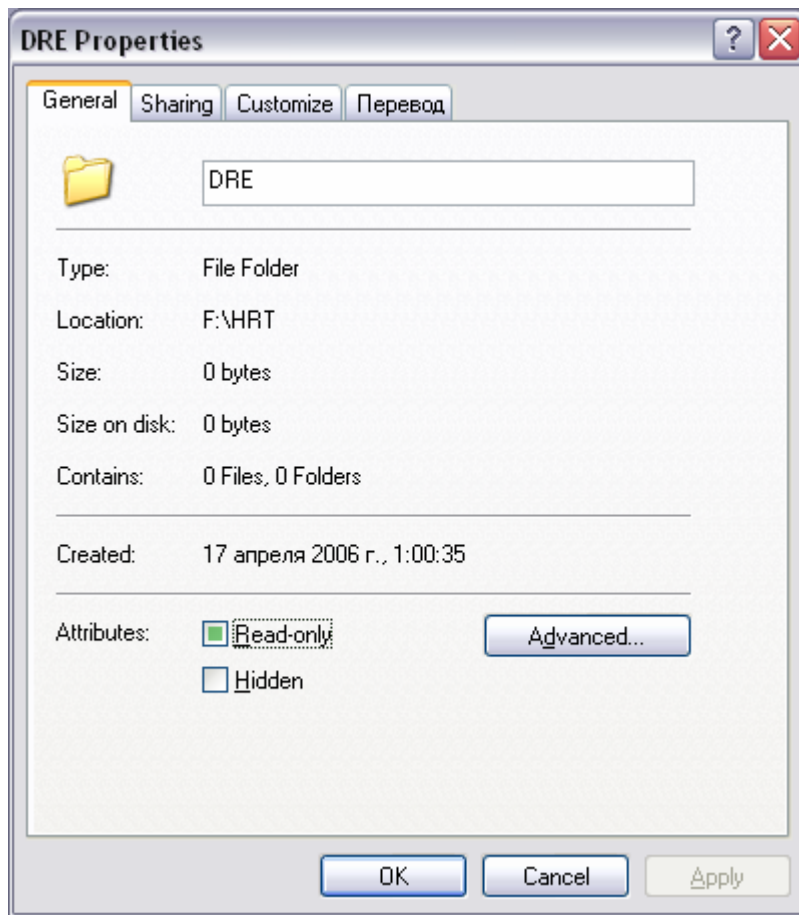 DRE Properties
General Sharing Customize Перевод
DRE
Type: File Folder
Location: F:\HRT
Size: 0 bytes
Size on disk: 0 bytes
Contains: 0 Files, 0 Folders
Created: 17 апреля 2006 г., 1:00:35
Attributes: Read-only Advanced...
Hidden
OK Cancel Apply